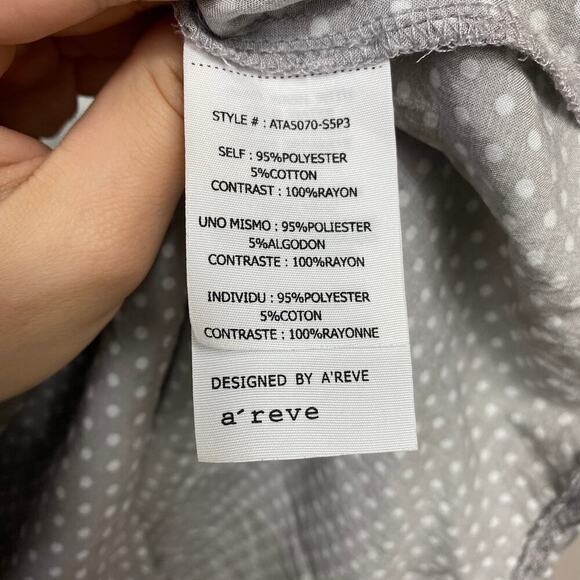 STYLE # : ATA5070-S5P3
SELF : 95%POLYESTER
5%COTTON
CONTRAST : 100%RAYON
UNO MISMO : 95%POLIESTER
5%ALGODON
CONTRASTE : 100%RAYON
INDIVIDU : 95%POLYESTER
5%COTON
CONTRASTE : 100%RAYONNE
DESIGNED BY A'REVE
a´reve